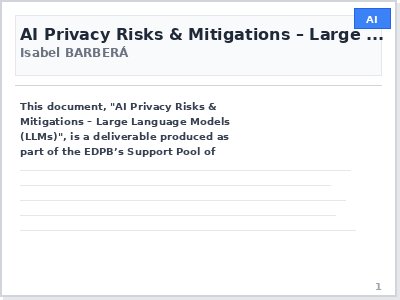 AI
AI Privacy Risks & Mitigations – Large ...
Isabel BARBERÁ
This document, "AI Privacy Risks &
Mitigations – Large Language Models
(LLMs)", is a deliverable produced as
part of the EDPB’s Support Pool of
1